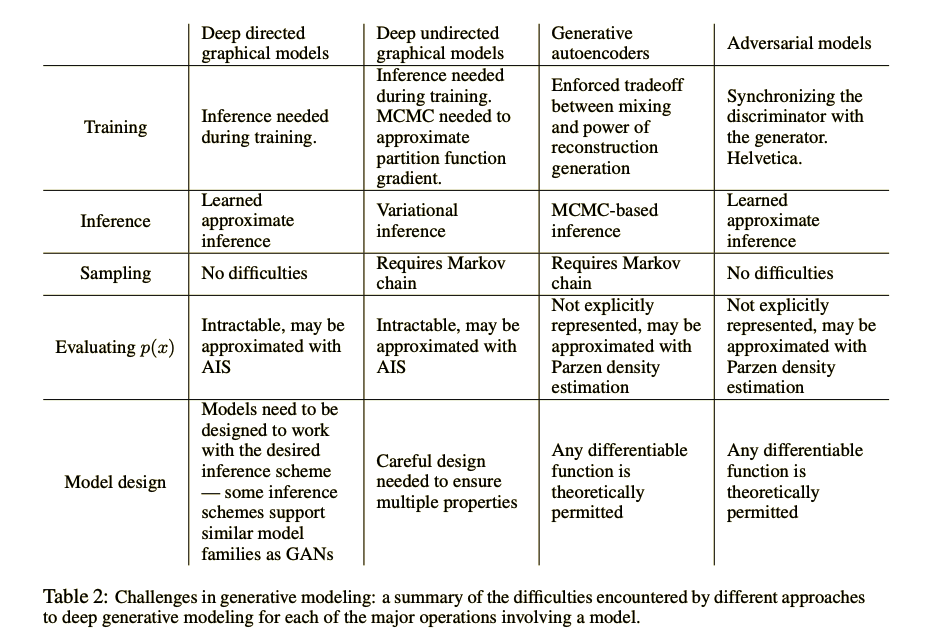 Deep directed
graphical models
Deep undirected
graphical models
Generative
autoencoders
Adversarial models
Training
Inference needed
during training.
Inference needed
during training.
MCMC needed to
approximate
partition function
gradient.
Enforced tradeoff
between mixing
and power of
reconstruction
generation
Synchronizing the
discriminator with
the generator.
Helvetica.
Inference
Learned
approximate
inference
Variational
inference
MCMC-based
inference
Learned
approximate
inference
Sampling
No difficulties
Requires Markov
chain
Requires Markov
chain
No difficulties
Evaluating p(x)
Intractable, may be
approximated with
AIS
Intractable, may be
approximated with
AIS
Not explicitly
represented, may be
approximated with
Parzen density
estimation
Not explicitly
represented, may be
approximated with
Parzen density
estimation
Model design
Models need to be
designed to work
with the desired
inference scheme
— some inference
schemes support
similar model
families as GANs
Careful design
needed to ensure
multiple properties
Any differentiable
function is
theoretically
permitted
Any differentiable
function is
theoretically
permitted
Table 2: Challenges in generative modeling: a summary of the difficulties encountered by different approaches
to deep generative modeling for each of the major operations involving a model.